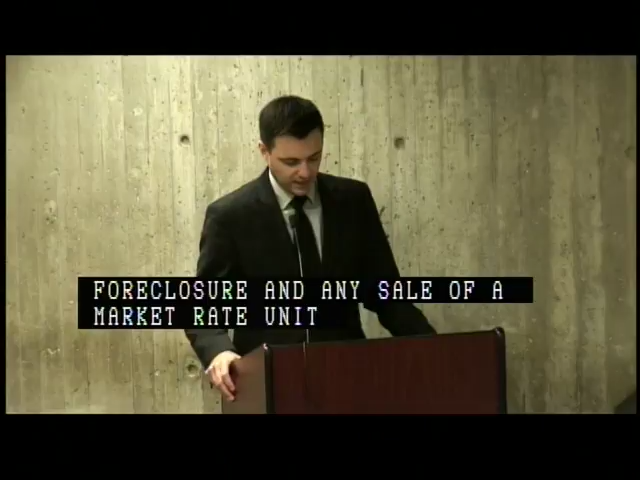 FORECLOSURE AND ANY SALE OF A
MARKET RATE UNIT